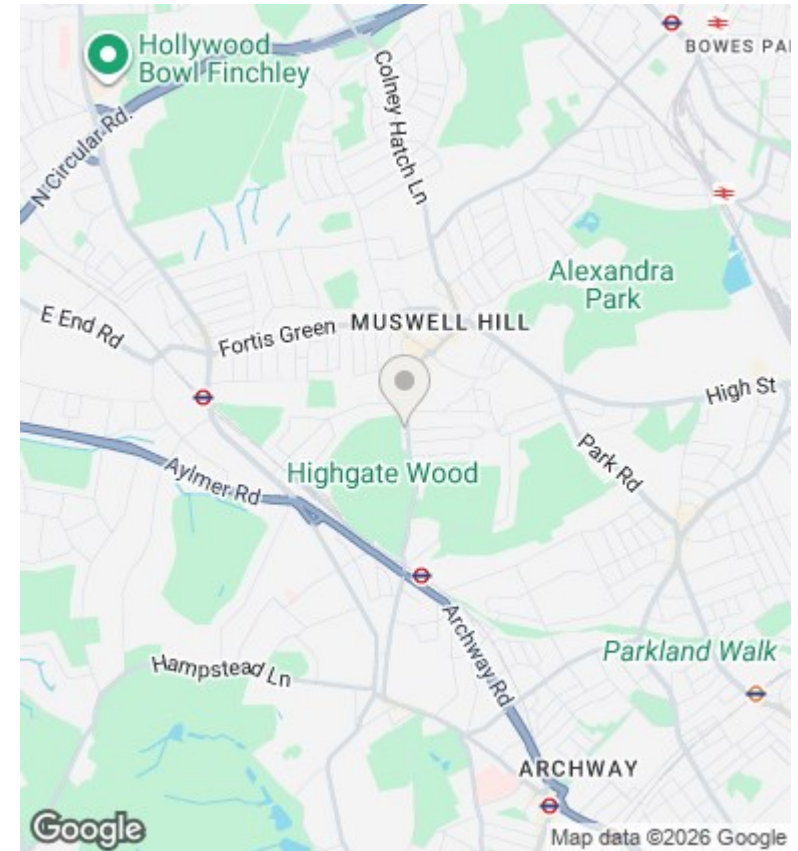 Hollywood
Bowl Finchley
BOWES PA
N Circular Rd.
Colney Hatch Ln
Alexandra
Park
E End Rd
Fortis Green
MUSWELL HILL
High St
Park Rd
Highgate Wood
Aylmer Rd
Archway Rd
Parkland Walk
Hampstead Ln
ARCHWAY
Google
Map data ©2026 Google